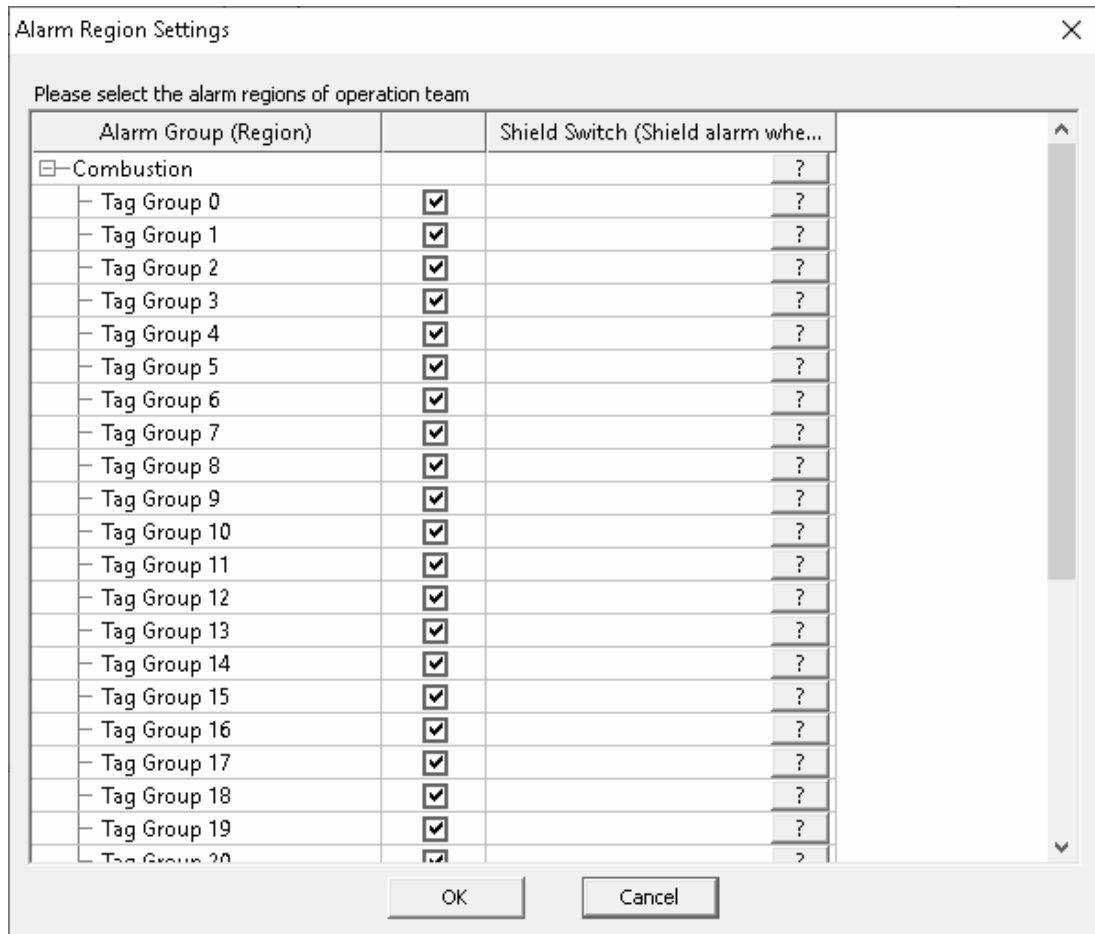 Alarm Region Settings
Please select the alarm regions of operation team
Alarm Group (Region) Shield Switch (Shield alarm whe...
Combustion ?
Tag Group 0 ?
Tag Group 1 ?
Tag Group 2 ?
Tag Group 3 ?
Tag Group 4 ?
Tag Group 5 ?
Tag Group 6 ?
Tag Group 7 ?
Tag Group 8 ?
Tag Group 9 ?
Tag Group 10 ?
Tag Group 11 ?
Tag Group 12 ?
Tag Group 13 ?
Tag Group 14 ?
Tag Group 15 ?
Tag Group 16 ?
Tag Group 17 ?
Tag Group 18 ?
Tag Group 19 ?
Tag Group 20 ?
OK Cancel